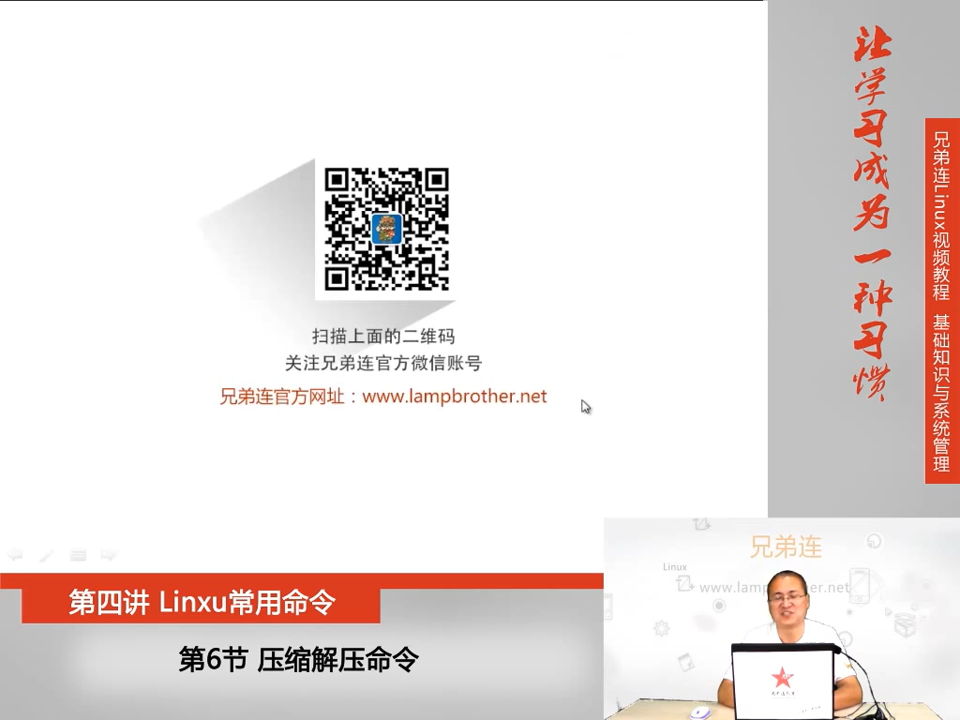 让学习成为一种习惯
兄弟连Linux视频教程 基础知识与系统管理
扫描上面的二维码
关注兄弟连官方微信账号
兄弟连官方网址：www.lampbrother.net
兄弟连
Linux
www.lampbrother.net
第四讲 Linxu常用命令
第6节 压缩解压命令